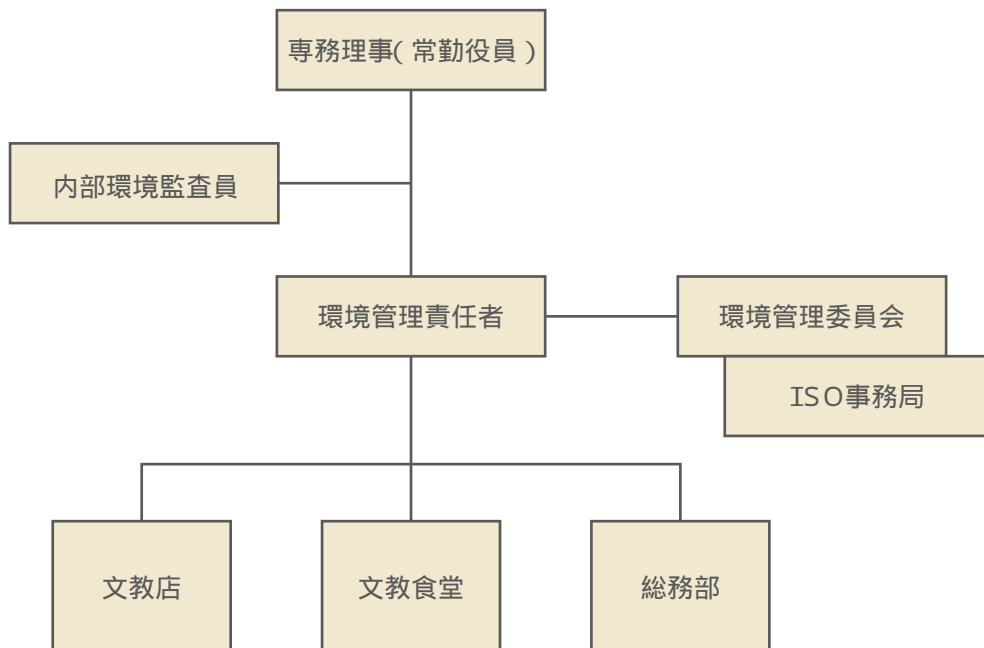 専務理事(常勤役員)
内部環境監査員
環境管理責任者
環境管理委員会
ISO事務局
文教店
文教食堂
総務部